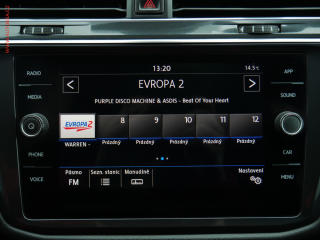 13:20
14.5°C
RADIO
APP
EVROPA 2
MEDIA
SOUND
PURPLE DISCO MACHINE & ASDIS - Beat Of Your Heart
EVROPA 2
8
9
10
11
12
WARREN -
Prázdný
Prázdný
Prázdný
Prázdný
Prázdný
PHONE
CAR
Pásmo
Sezn. stanic
Manuálně
Nastavení
FM
VOICE
MENU